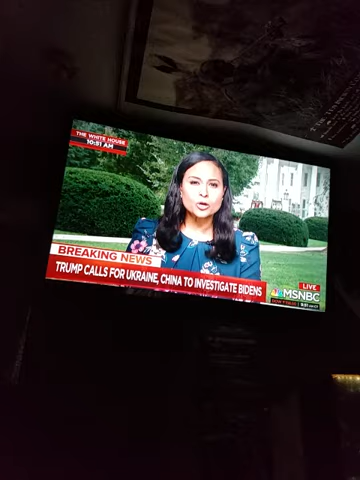 THE WHITE HOUSE
10:51 AM
BREAKING NEWS
TRUMP CALLS FOR UKRAINE, CHINA TO INVESTIGATE BIDENS
LIVE
MSNBC